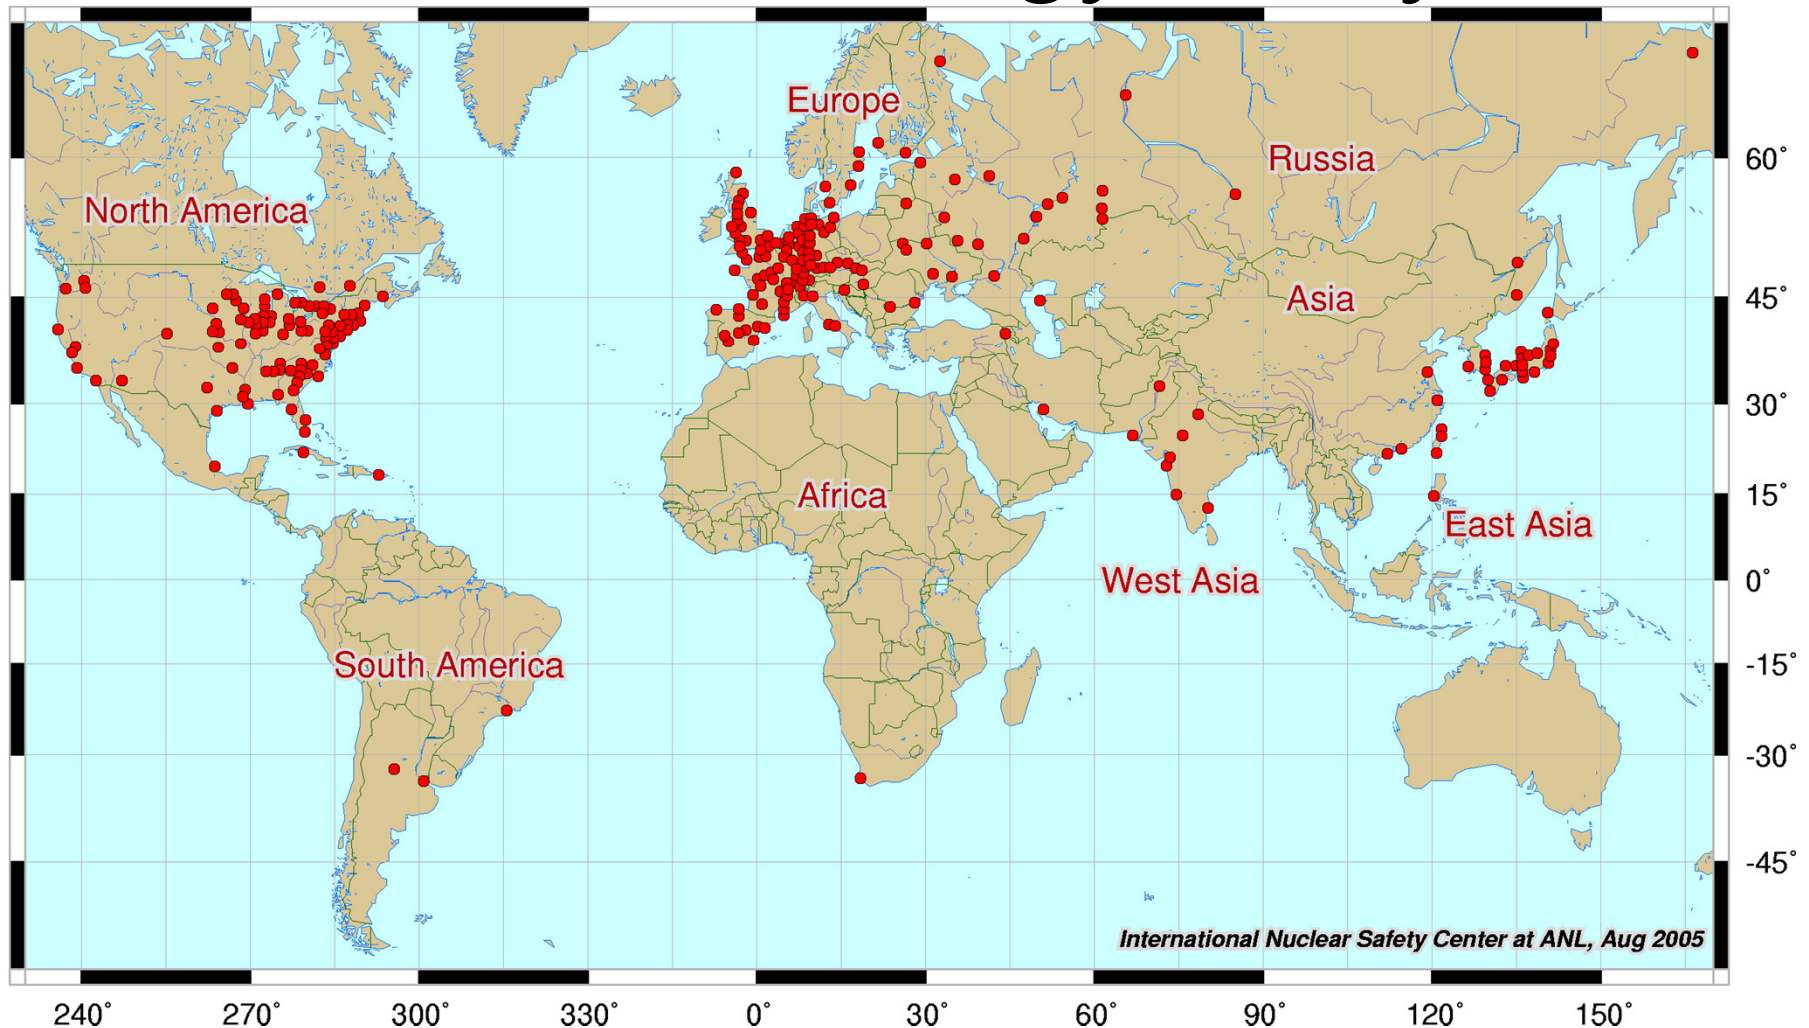 Europe
60°
Russia
North America
45°
Asia
30°
15°
Africa
East Asia
0°
West Asia
-15°
South America
-30°
-45°
International Nuclear Safety Center at ANL, Aug 2005
240° 270° 300° 330° 0° 30° 60° 90° 120° 150°